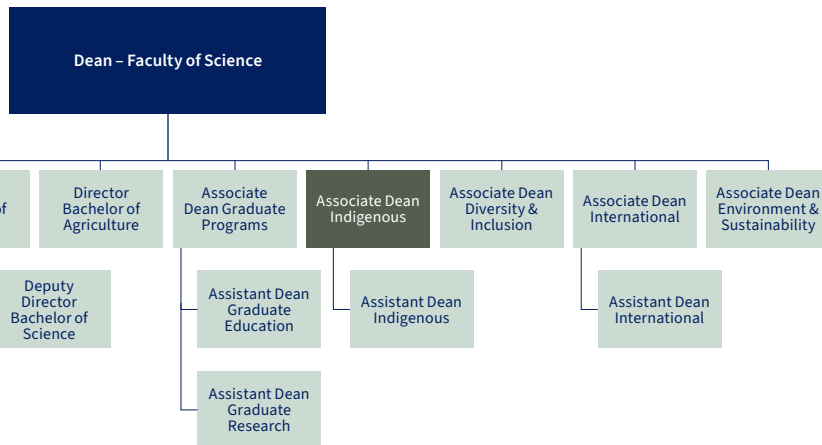 Dean – Faculty of Science
of
Director
Bachelor of
Agriculture
Associate
Dean Graduate
Programs
Associate Dean
Indigenous
Associate Dean
Diversity &
Inclusion
Associate Dean
International
Associate Dean
Environment &
Sustainability
Deputy
Director
Bachelor of
Science
Assistant Dean
Graduate
Education
Assistant Dean
Indigenous
Assistant Dean
International
Assistant Dean
Graduate
Research